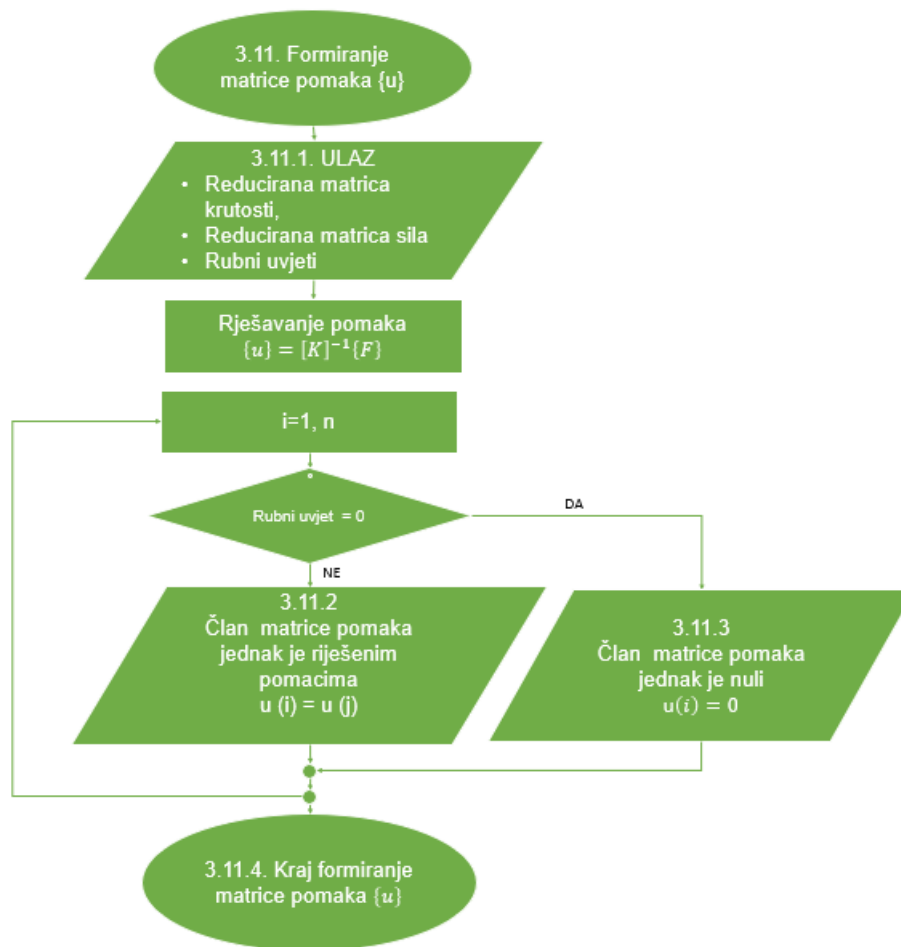 3.11. Formiranje
matrice pomaka {u}
3.11.1. ULAZ
• Reducirana matrica
krutosti,
• Reducirana matrica sila
• Rubni uvjeti
Rješavanje pomaka
{u} = [K]⁻¹{F}
i=1, n
Rubni uvjet = 0
DA
NE
3.11.2
Član matrice pomaka
jednak je riješenim
pomacima
u (i) = u (j)
3.11.3
Član matrice pomaka
jednak je nuli
u(i) = 0
3.11.4. Kraj formiranje
matrice pomaka {u}